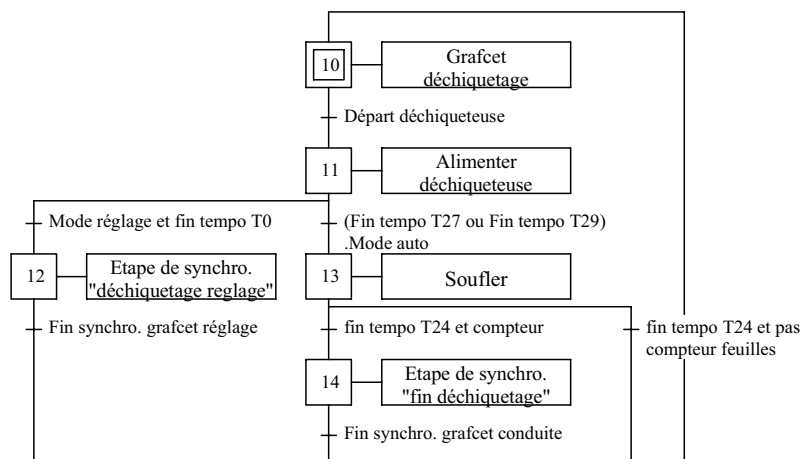 10
Grafcet
déchiquetage
Départ déchiqueteuse
11
Alimenter
déchiqueteuse
Mode réglage et fin tempo T0
(Fin tempo T27 ou Fin tempo T29)
.Mode auto
12
Etape de synchro.
"déchiquetage reglage"
13
Soufler
Fin synchro. grafcet réglage
fin tempo T24 et compteur
fin tempo T24 et pas
compteur feuilles
14
Etape de synchro.
"fin déchiquetage"
Fin synchro. grafcet conduite